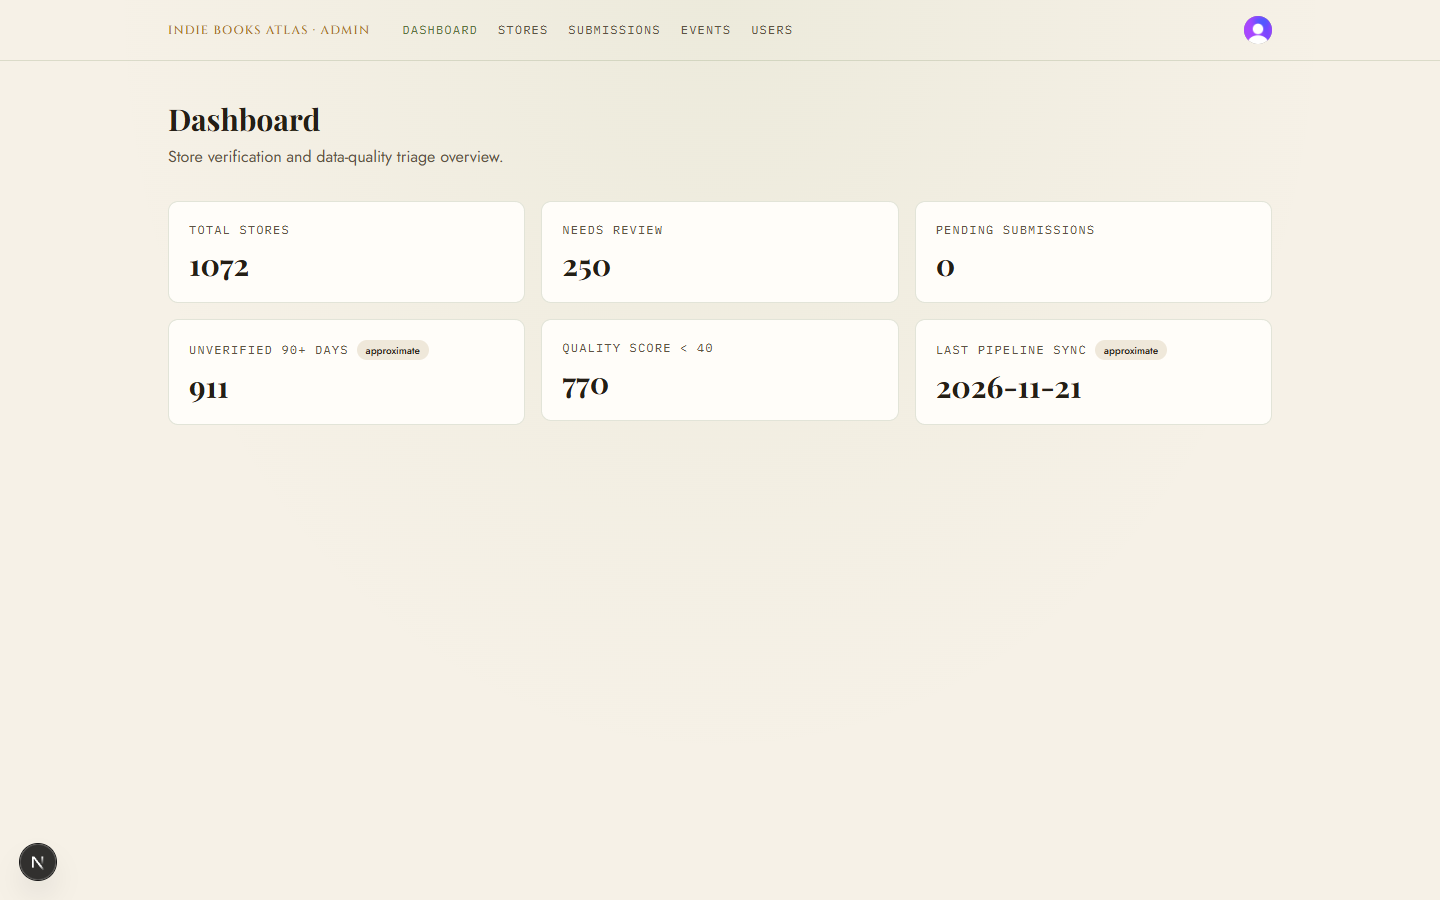 INDIE BOOKS ATLAS · ADMIN DASHBOARD STORES SUBMISSIONS EVENTS USERS
Dashboard
Store verification and data-quality triage overview.
TOTAL STORES
1072
NEEDS REVIEW
250
PENDING SUBMISSIONS
0
UNVERIFIED 90+ DAYS approximate
911
QUALITY SCORE < 40
770
LAST PIPELINE SYNC approximate
2026-11-21
N